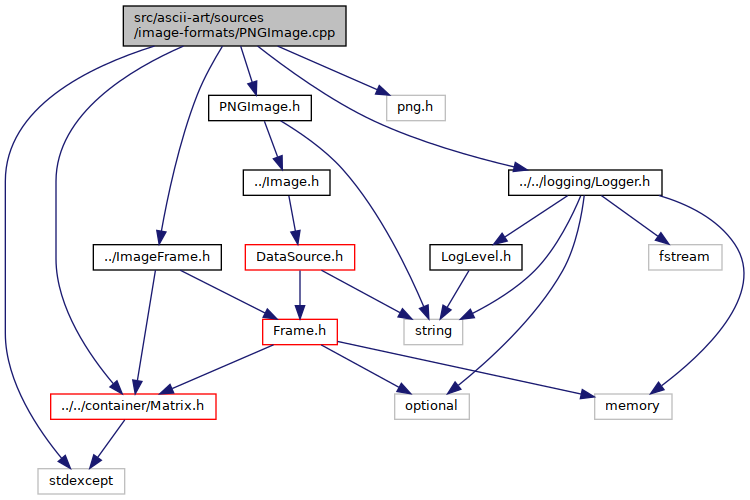 src/ascii-art/sources
/image-formats/PNGImage.cpp
PNGImage.h
png.h
../Image.h
../../logging/Logger.h
../ImageFrame.h
DataSource.h
LogLevel.h
fstream
Frame.h
string
../../container/Matrix.h
optional
memory
stdexcept